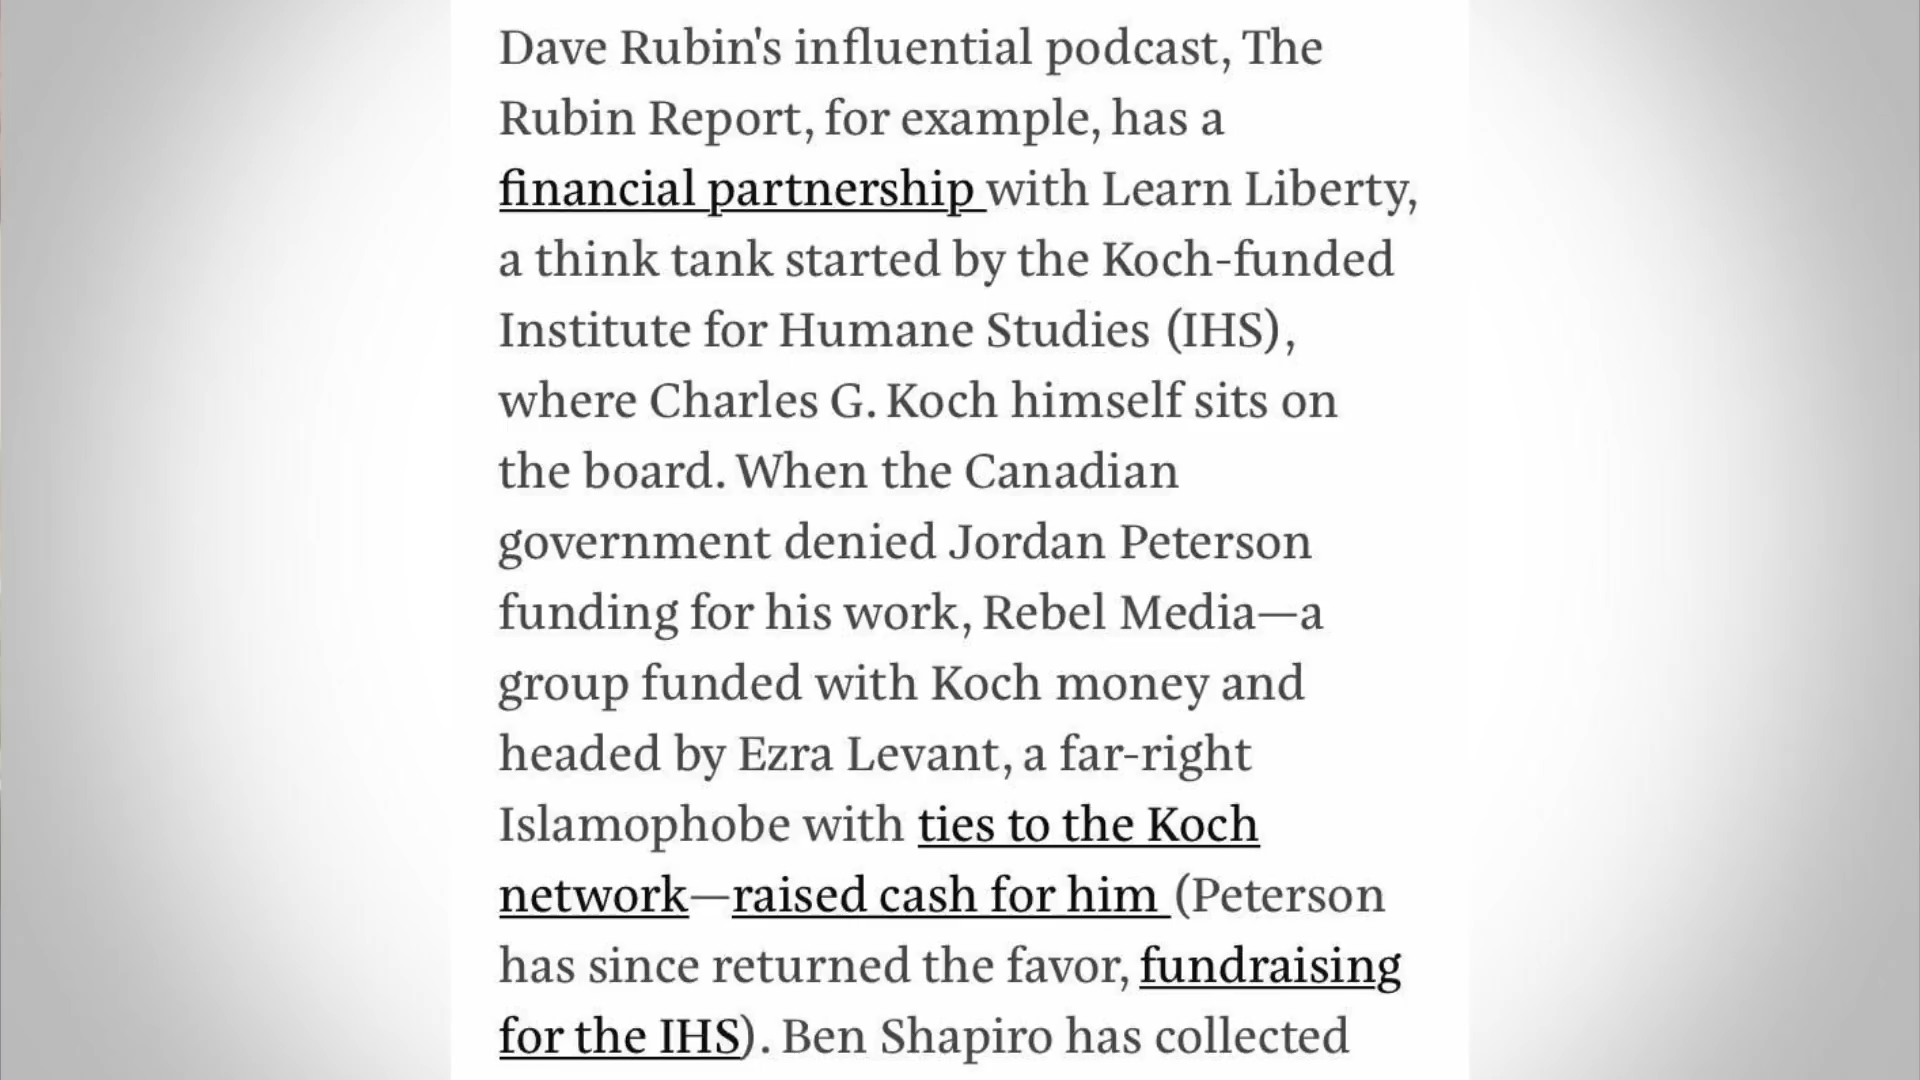 Dave Rubin's influential podcast, The
Rubin Report, for example, has a
financial partnership with Learn Liberty,
a think tank started by the Koch-funded
Institute for Humane Studies (IHS),
where Charles G. Koch himself sits on
the board. When the Canadian
government denied Jordan Peterson
funding for his work, Rebel Media—a
group funded with Koch money and
headed by Ezra Levant, a far-right
Islamophobe with ties to the Koch
network—raised cash for him (Peterson
has since returned the favor, fundraising
for the IHS). Ben Shapiro has collected